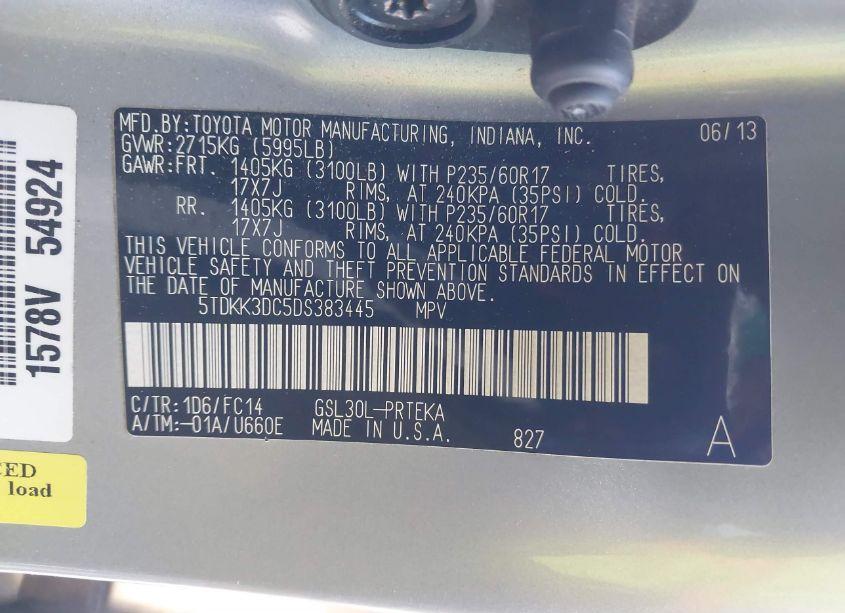 MFD.BY:TOYOTA MOTOR MANUFACTURING, INDIANA, INC. 06/13
GVWR:2715KG (5995LB)
GAWR:FRT. 1405KG (3100LB) WITH P235/60R17 TIRES,
17X7J RIMS, AT 240KPA (35PSI) COLD.
RR. 1405KG (3100LB) WITH P235/60R17 TIRES,
17X7J RIMS, AT 240KPA (35PSI) COLD.
THIS VEHICLE CONFORMS TO ALL APPLICABLE FEDERAL MOTOR
VEHICLE SAFETY AND THEFT PREVENTION STANDARDS IN EFFECT ON
THE DATE OF MANUFACTURE SHOWN ABOVE.
5TDKK3DC5DS383445 MPV
C/TR:1D6/FC14 GSL30L-PRTEKA
A/TM:-01A/U660E MADE IN U.S.A. 827 A
1578V 54924
CED
load